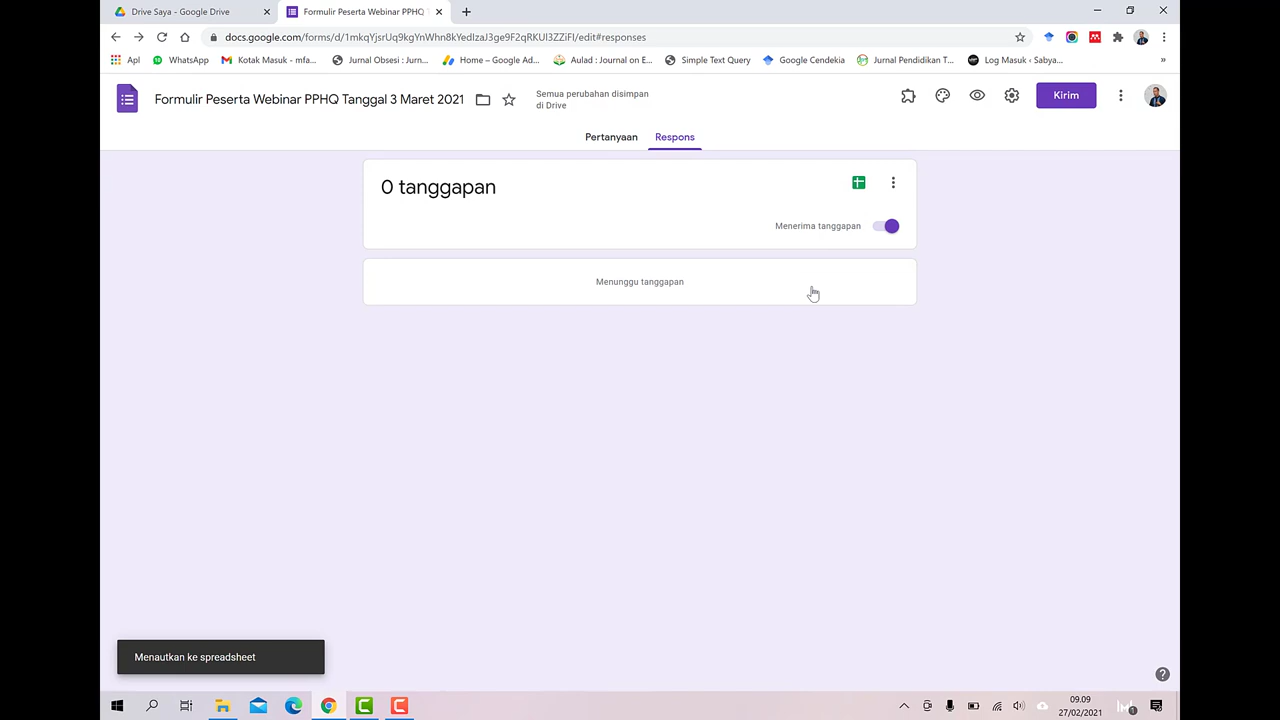 Drive Saya - Google Drive
Formulir Peserta Webinar PPHQ T
docs.google.com/forms/d/1mkqYjsrUq9kgYnWhn8kYedIzaJ3ge9F2qRKUI3ZZiFI/edit#responses
Apl
WhatsApp
Kotak Masuk - mfa...
Jurnal Obsesi : Jurn...
Home – Google Ad...
Aulad : Journal on E...
Simple Text Query
Google Cendekia
Jurnal Pendidikan T...
Log Masuk ‹ Sabya...
»
Formulir Peserta Webinar PPHQ Tanggal 3 Maret 2021
Semua perubahan disimpan
di Drive
Kirim
Pertanyaan
Respons
0 tanggapan
Menerima tanggapan
Menunggu tanggapan
Menautkan ke spreadsheet
09.09
27/02/2021